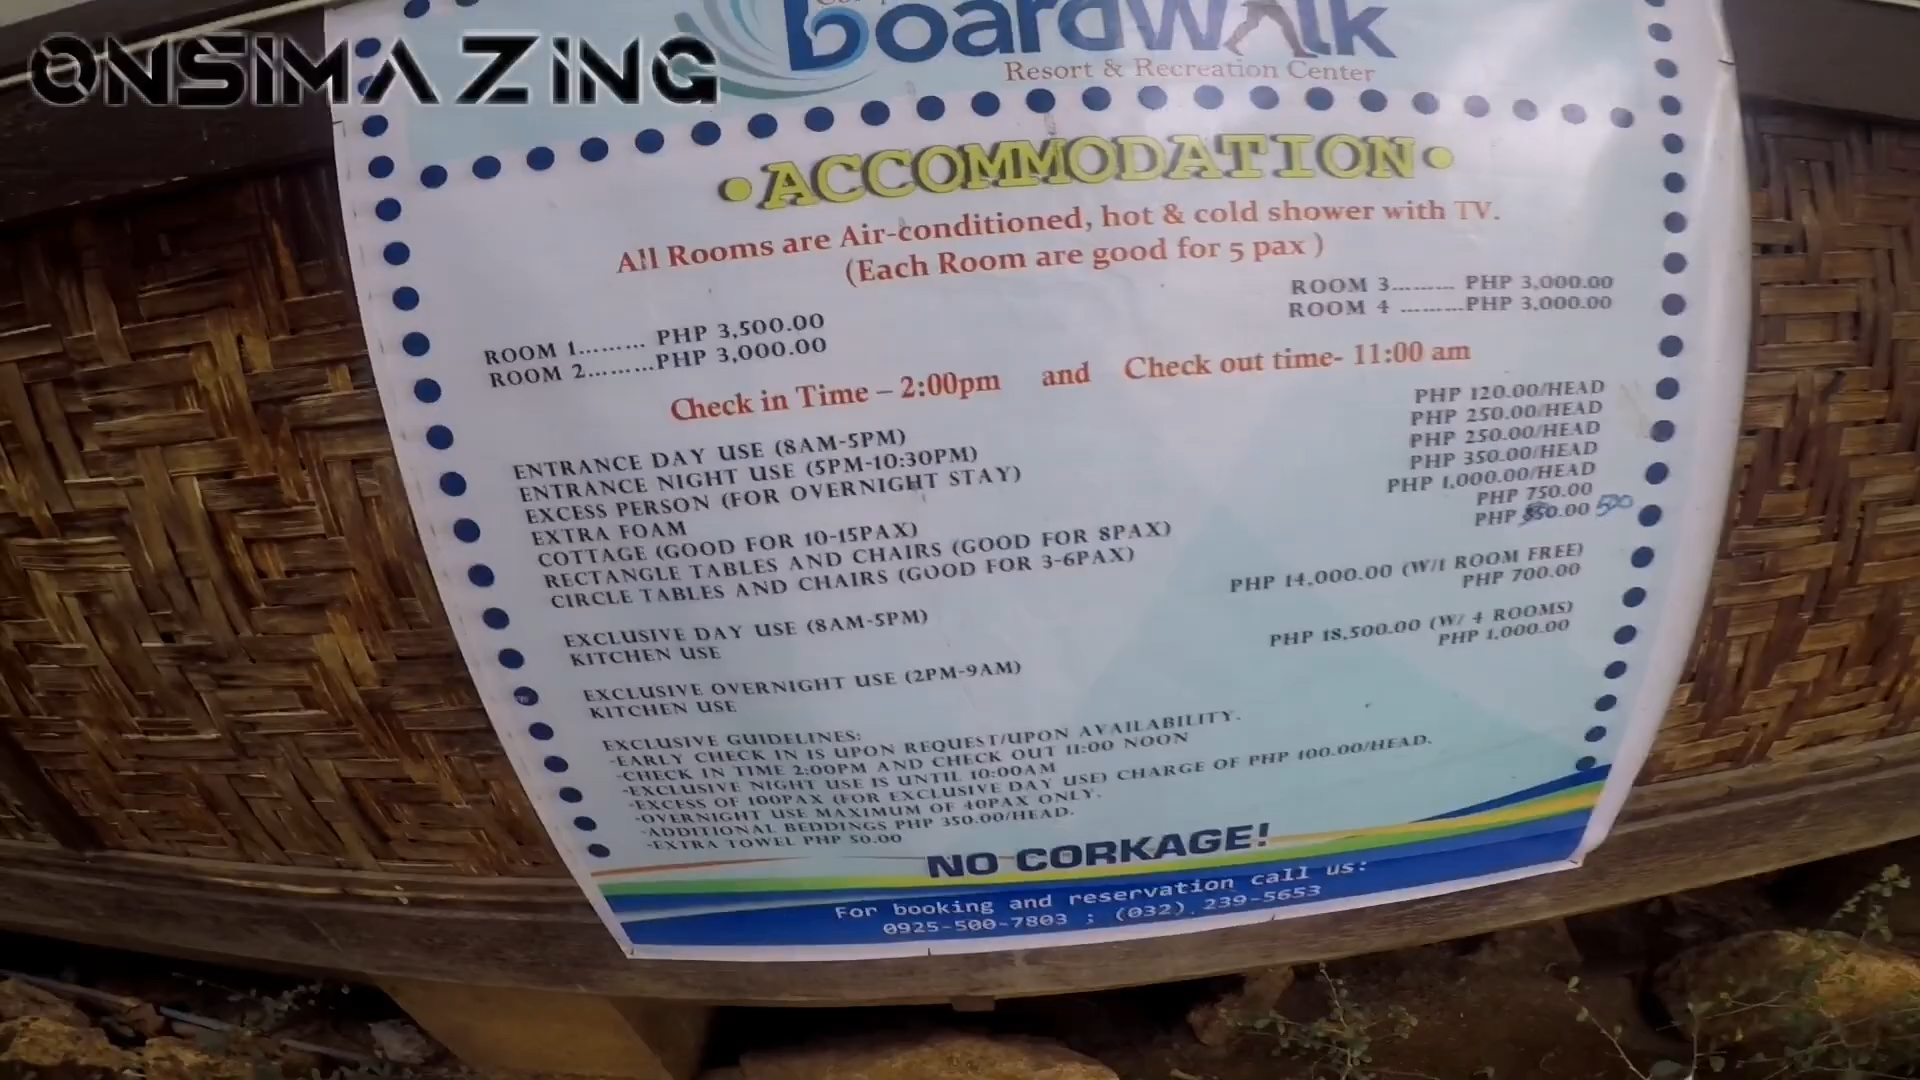 ONSIMAZING
Boardwalk
Resort & Recreation Center
•ACCOMMODATION•
All Rooms are Air-conditioned, hot & cold shower with TV.
(Each Room are good for 5 pax )
ROOM 1......... PHP 3,500.00
ROOM 2.........PHP 3,000.00
ROOM 3......... PHP 3,000.00
ROOM 4 .........PHP 3,000.00
Check in Time – 2:00pm and Check out time- 11:00 am
ENTRANCE DAY USE (8AM-5PM) PHP 120.00/HEAD
ENTRANCE NIGHT USE (5PM-10:30PM) PHP 250.00/HEAD
EXCESS PERSON (FOR OVERNIGHT STAY) PHP 250.00/HEAD
EXTRA FOAM PHP 350.00/HEAD
COTTAGE (GOOD FOR 10-15PAX) PHP 1,000.00/HEAD
RECTANGLE TABLES AND CHAIRS (GOOD FOR 8PAX) PHP 750.00
CIRCLE TABLES AND CHAIRS (GOOD FOR 3-6PAX) PHP 500
EXCLUSIVE DAY USE (8AM-5PM) PHP 14,000.00 (W/1 ROOM FREE)
KITCHEN USE PHP 700.00
EXCLUSIVE OVERNIGHT USE (2PM-9AM) PHP 18,500.00 (W/ 4 ROOMS)
KITCHEN USE PHP 1,000.00
EXCLUSIVE GUIDELINES:
-EARLY CHECK IN IS UPON REQUEST/UPON AVAILABILITY.
-CHECK IN TIME 2:00PM AND CHECK OUT 11:00 NOON
-EXCLUSIVE NIGHT USE IS UNTIL 10:00AM
-EXCESS OF 100PAX (FOR EXCLUSIVE DAY USE) CHARGE OF PHP 100.00/HEAD.
-OVERNIGHT USE MAXIMUM OF 40PAX ONLY.
-ADDITIONAL BEDDINGS PHP 350.00/HEAD.
-EXTRA TOWEL PHP 50.00
NO CORKAGE!
For booking and reservation call us:
0925-500-7803 ; (032) 239-5653